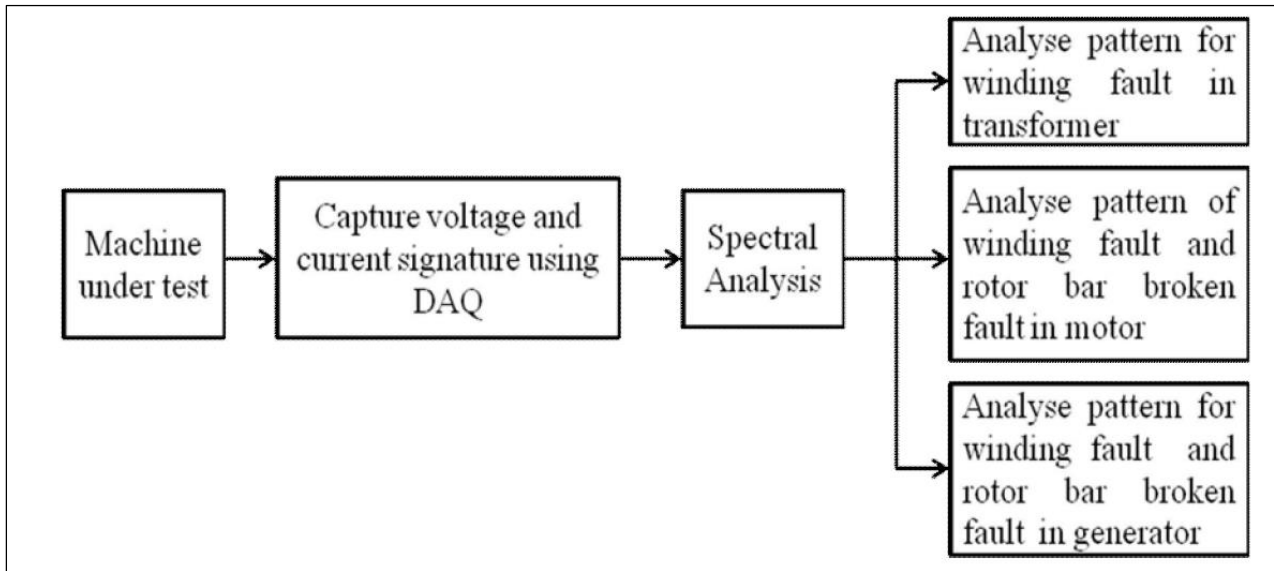 Machine
under test
Capture voltage and
current signature using
DAQ
Spectral
Analysis
Analyse pattern for
winding fault in
transformer
Analyse pattern of
winding fault and
rotor bar broken
fault in motor
Analyse pattern for
winding fault and
rotor bar broken
fault in generator